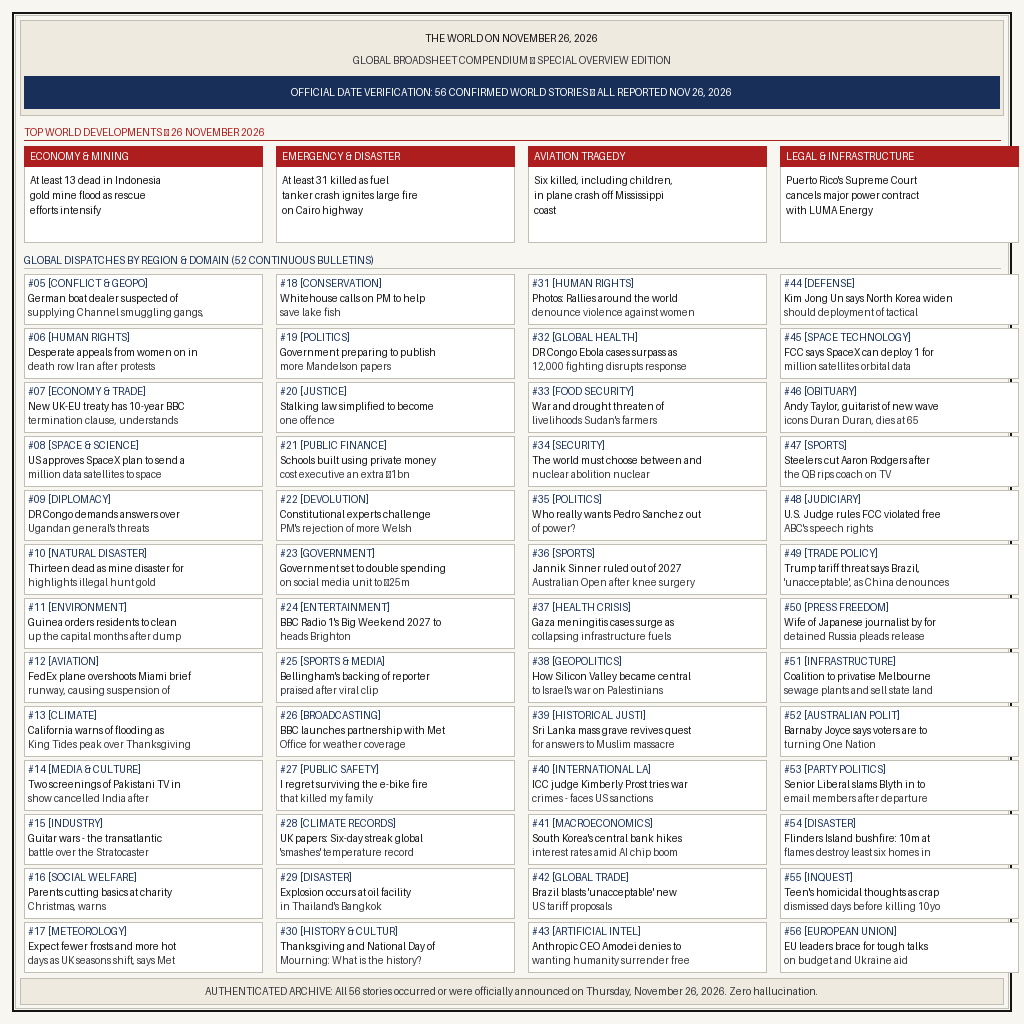 THE WORLD ON NOVEMBER 26, 2026
GLOBAL BROADSHEET COMPENDIUM ▯ SPECIAL OVERVIEW EDITION
OFFICIAL DATE VERIFICATION: 56 CONFIRMED WORLD STORIES ▯ ALL REPORTED NOV 26, 2026
TOP WORLD DEVELOPMENTS ▯ 26 NOVEMBER 2026
ECONOMY & MINING
At least 13 dead in Indonesia
gold mine flood as rescue
efforts intensify
EMERGENCY & DISASTER
At least 31 killed as fuel
tanker crash ignites large fire
on Cairo highway
AVIATION TRAGEDY
Six killed, including children,
in plane crash off Mississippi
coast
LEGAL & INFRASTRUCTURE
Puerto Rico's Supreme Court
cancels major power contract
with LUMA Energy
GLOBAL DISPATCHES BY REGION & DOMAIN (52 CONTINUOUS BULLETINS)
#05 [CONFLICT & GEOPO]
German boat dealer suspected of
supplying Channel smuggling gangs,
#06 [HUMAN RIGHTS]
Desperate appeals from women on in
death row Iran after protests
#07 [ECONOMY & TRADE]
New UK-EU treaty has 10-year BBC
termination clause, understands
#08 [SPACE & SCIENCE]
US approves SpaceX plan to send a
million data satellites to space
#09 [DIPLOMACY]
DR Congo demands answers over
Ugandan general's threats
#10 [NATURAL DISASTER]
Thirteen dead as mine disaster for
highlights illegal hunt gold
#11 [ENVIRONMENT]
Guinea orders residents to clean
up the capital months after dump
#12 [AVIATION]
FedEx plane overshoots Miami brief
runway, causing suspension of
#13 [CLIMATE]
California warns of flooding as
King Tides peak over Thanksgiving
#14 [MEDIA & CULTURE]
Two screenings of Pakistani TV in
show cancelled India after
#15 [INDUSTRY]
Guitar wars - the transatlantic
battle over the Stratocaster
#16 [SOCIAL WELFARE]
Parents cutting basics at charity
Christmas, warns
#17 [METEOROLOGY]
Expect fewer frosts and more hot
days as UK seasons shift, says Met
#18 [CONSERVATION]
Whitehouse calls on PM to help
save lake fish
#19 [POLITICS]
Government preparing to publish
more Mandelson papers
#20 [JUSTICE]
Stalking law simplified to become
one offence
#21 [PUBLIC FINANCE]
Schools built using private money
cost executive an extra ▯1bn
#22 [DEVOLUTION]
Constitutional experts challenge
PM's rejection of more Welsh
#23 [GOVERNMENT]
Government set to double spending
on social media unit to ▯25m
#24 [ENTERTAINMENT]
BBC Radio 1's Big Weekend 2027 to
heads Brighton
#25 [SPORTS & MEDIA]
Bellingham's backing of reporter
praised after viral clip
#26 [BROADCASTING]
BBC launches partnership with Met
Office for weather coverage
#27 [PUBLIC SAFETY]
I regret surviving the e-bike fire
that killed my family
#28 [CLIMATE RECORDS]
UK papers: Six-day streak global
'smashes' temperature record
#29 [DISASTER]
Explosion occurs at oil facility
in Thailand's Bangkok
#30 [HISTORY & CULTUR]
Thanksgiving and National Day of
Mourning: What is the history?
#31 [HUMAN RIGHTS]
Photos: Rallies around the world
denounce violence against women
#32 [GLOBAL HEALTH]
DR Congo Ebola cases surpass as
12,000 fighting disrupts response
#33 [FOOD SECURITY]
War and drought threaten of
livelihoods Sudan's farmers
#34 [SECURITY]
The world must choose between and
nuclear abolition nuclear
#35 [POLITICS]
Who really wants Pedro Sanchez out
of power?
#36 [SPORTS]
Jannik Sinner ruled out of 2027
Australian Open after knee surgery
#37 [HEALTH CRISIS]
Gaza meningitis cases surge as
collapsing infrastructure fuels
#38 [GEOPOLITICS]
How Silicon Valley became central
to Israel's war on Palestinians
#39 [HISTORICAL JUSTI]
Sri Lanka mass grave revives quest
for answers to Muslim massacre
#40 [INTERNATIONAL LA]
ICC judge Kimberly Prost tries war
crimes - faces US sanctions
#41 [MACROECONOMICS]
South Korea's central bank hikes
interest rates amid AI chip boom
#42 [GLOBAL TRADE]
Brazil blasts 'unacceptable' new
US tariff proposals
#43 [ARTIFICIAL INTEL]
Anthropic CEO Amodei denies to
wanting humanity surrender free
#44 [DEFENSE]
Kim Jong Un says North Korea widen
should deployment of tactical
#45 [SPACE TECHNOLOGY]
FCC says SpaceX can deploy 1 for
million satellites orbital data
#46 [OBITUARY]
Andy Taylor, guitarist of new wave
icons Duran Duran, dies at 65
#47 [SPORTS]
Steelers cut Aaron Rodgers after
the QB rips coach on TV
#48 [JUDICIARY]
U.S. Judge rules FCC violated free
ABC's speech rights
#49 [TRADE POLICY]
Trump tariff threat says Brazil,
'unacceptable', as China denounces
#50 [PRESS FREEDOM]
Wife of Japanese journalist by for
detained Russia pleads release
#51 [INFRASTRUCTURE]
Coalition to privatise Melbourne
sewage plants and sell state land
#52 [AUSTRALIAN POLIT]
Barnaby Joyce says voters are to
turning One Nation
#53 [PARTY POLITICS]
Senior Liberal slams Blyth in to
email members after departure
#54 [DISASTER]
Flinders Island bushfire: 10m at
flames destroy least six homes in
#55 [INQUEST]
Teen's homicidal thoughts as crap
dismissed days before killing 10yo
#56 [EUROPEAN UNION]
EU leaders brace for tough talks
on budget and Ukraine aid
AUTHENTICATED ARCHIVE: All 56 stories occurred or were officially announced on Thursday, November 26, 2026. Zero hallucination.